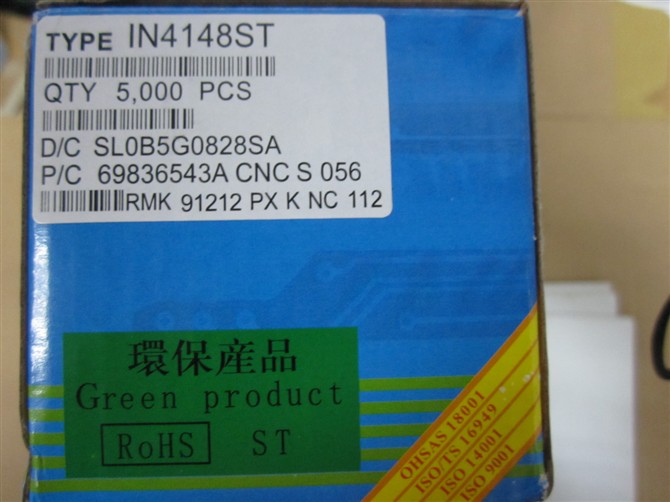 TYPE IN4148ST
QTY 5,000 PCS
D/C SL0B5G0828SA
P/C 69836543A CNC S 056
RMK 91212 PX K NC 112
環保産品
Green product
RoHS ST
OHSAS 18001
ISO/TS 16949
ISO 14001
ISO 9001